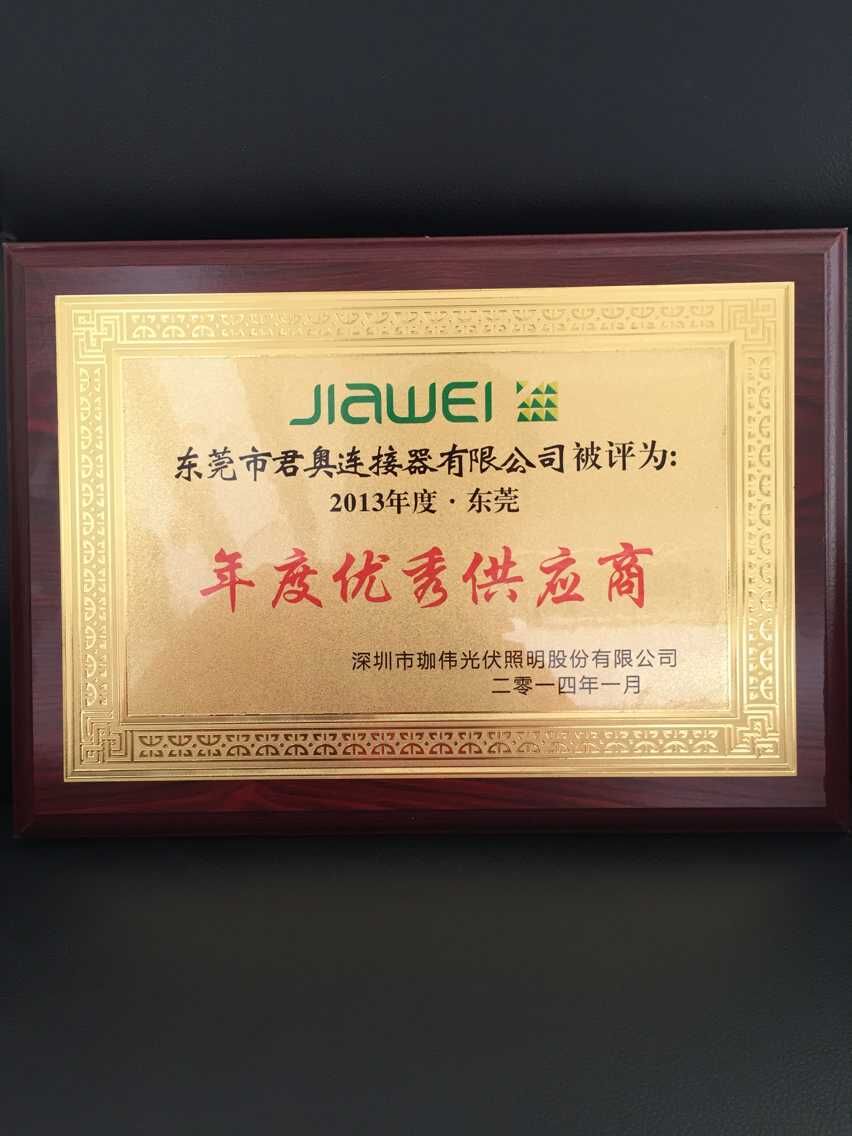 JIAWEI
东莞市君奥连接器有限公司被评为:
2013年度·东莞
年度优秀供应商
深圳市珈伟光伏照明股份有限公司
二零一四年一月